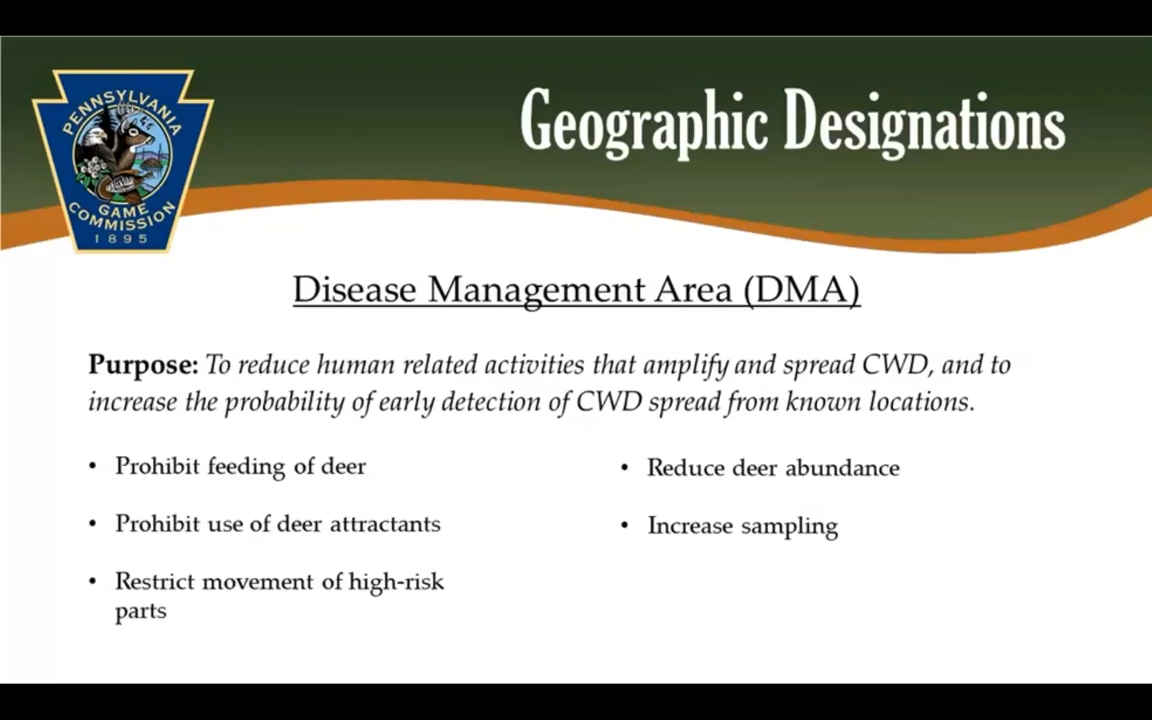 PENNSYLVANIA
GAME
COMMISSION
1895
Geographic Designations
Disease Management Area (DMA)
Purpose: To reduce human related activities that amplify and spread CWD, and to
increase the probability of early detection of CWD spread from known locations.
• Prohibit feeding of deer
• Prohibit use of deer attractants
• Restrict movement of high-risk
parts
• Reduce deer abundance
• Increase sampling